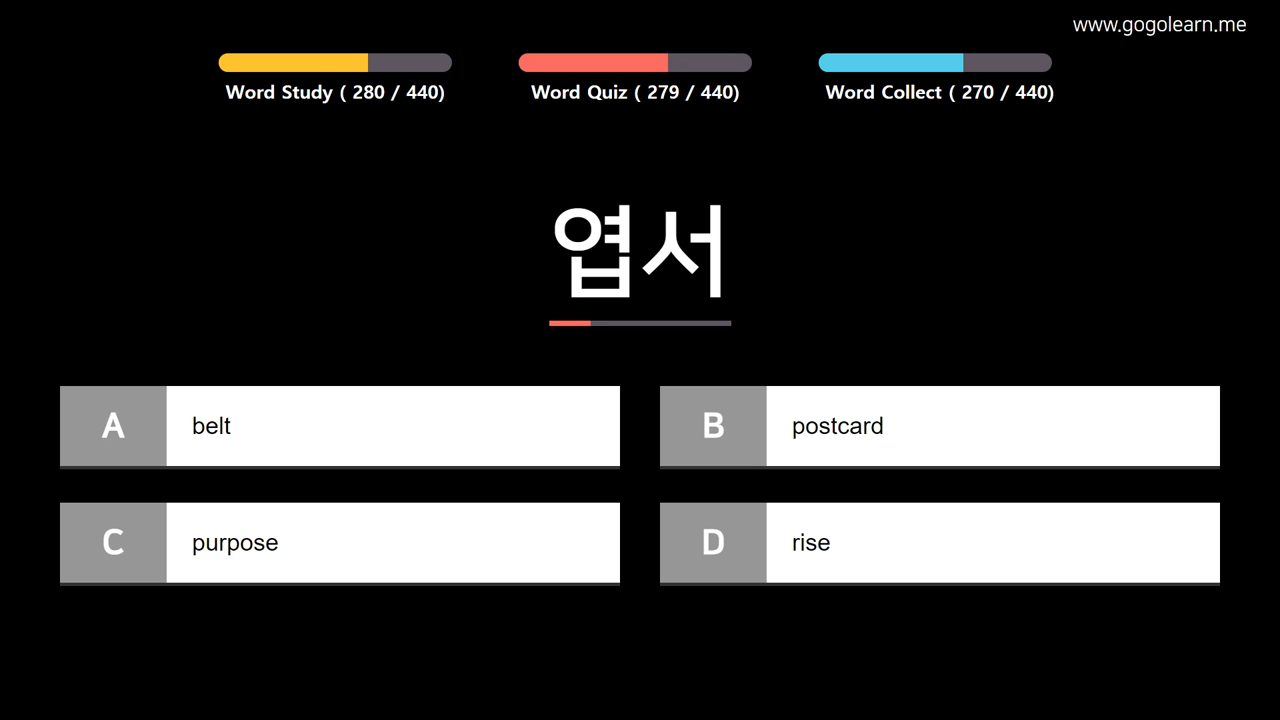 www.gogolearn.me
Word Study ( 280 / 440)
Word Quiz ( 279 / 440)
Word Collect ( 270 / 440)
엽서
A belt
B postcard
C purpose
D rise